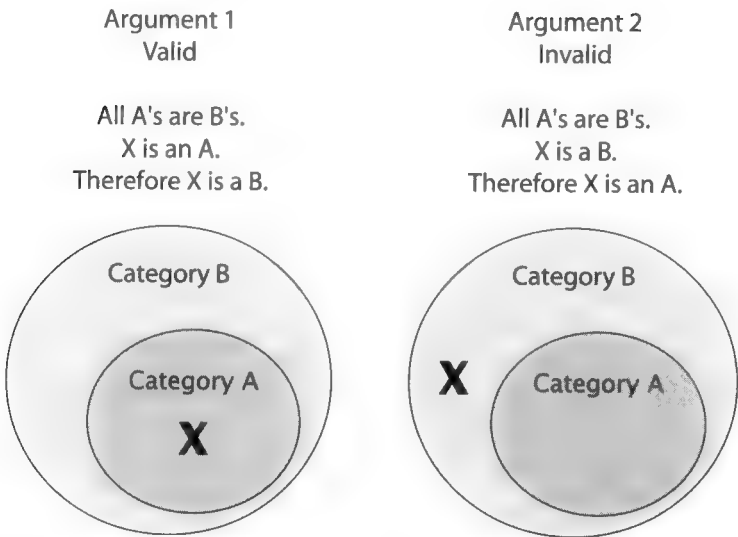 Argument 1
Valid
All A's are B's.
X is an A.
Therefore X is a B.
Category B
Category A
X
Argument 2
Invalid
All A's are B's.
X is a B.
Therefore X is an A.
Category B
X
Category A